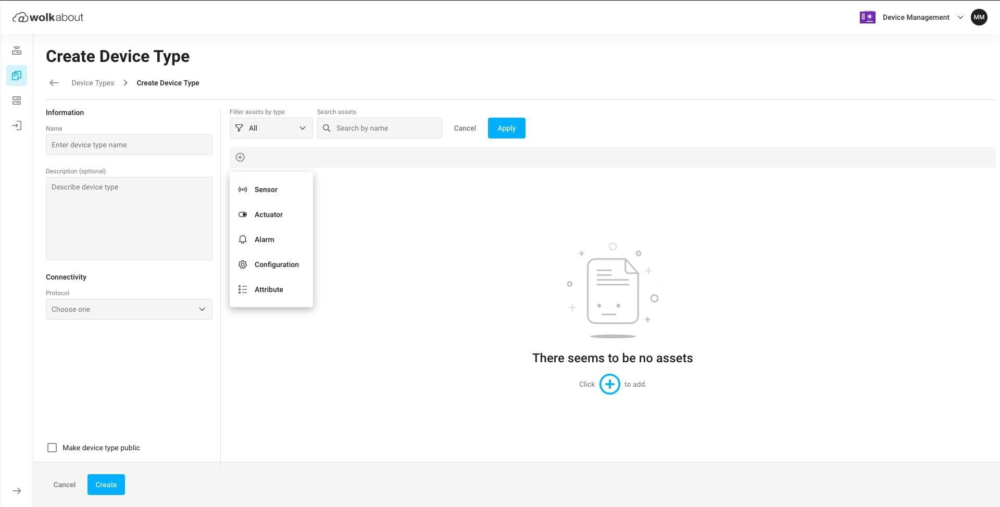 @wolkabout
Device Management
MM
Create Device Type
Device Types > Create Device Type
Information
Name
Enter device type name
Description (optional)
Describe device type
Connectivity
Protocol
Choose one
Make device type public
Cancel
Create
Filter assets by type
All
Search assets
Search by name
Cancel
Apply
Sensor
Actuator
Alarm
Configuration
Attribute
There seems to be no assets
Click + to add.